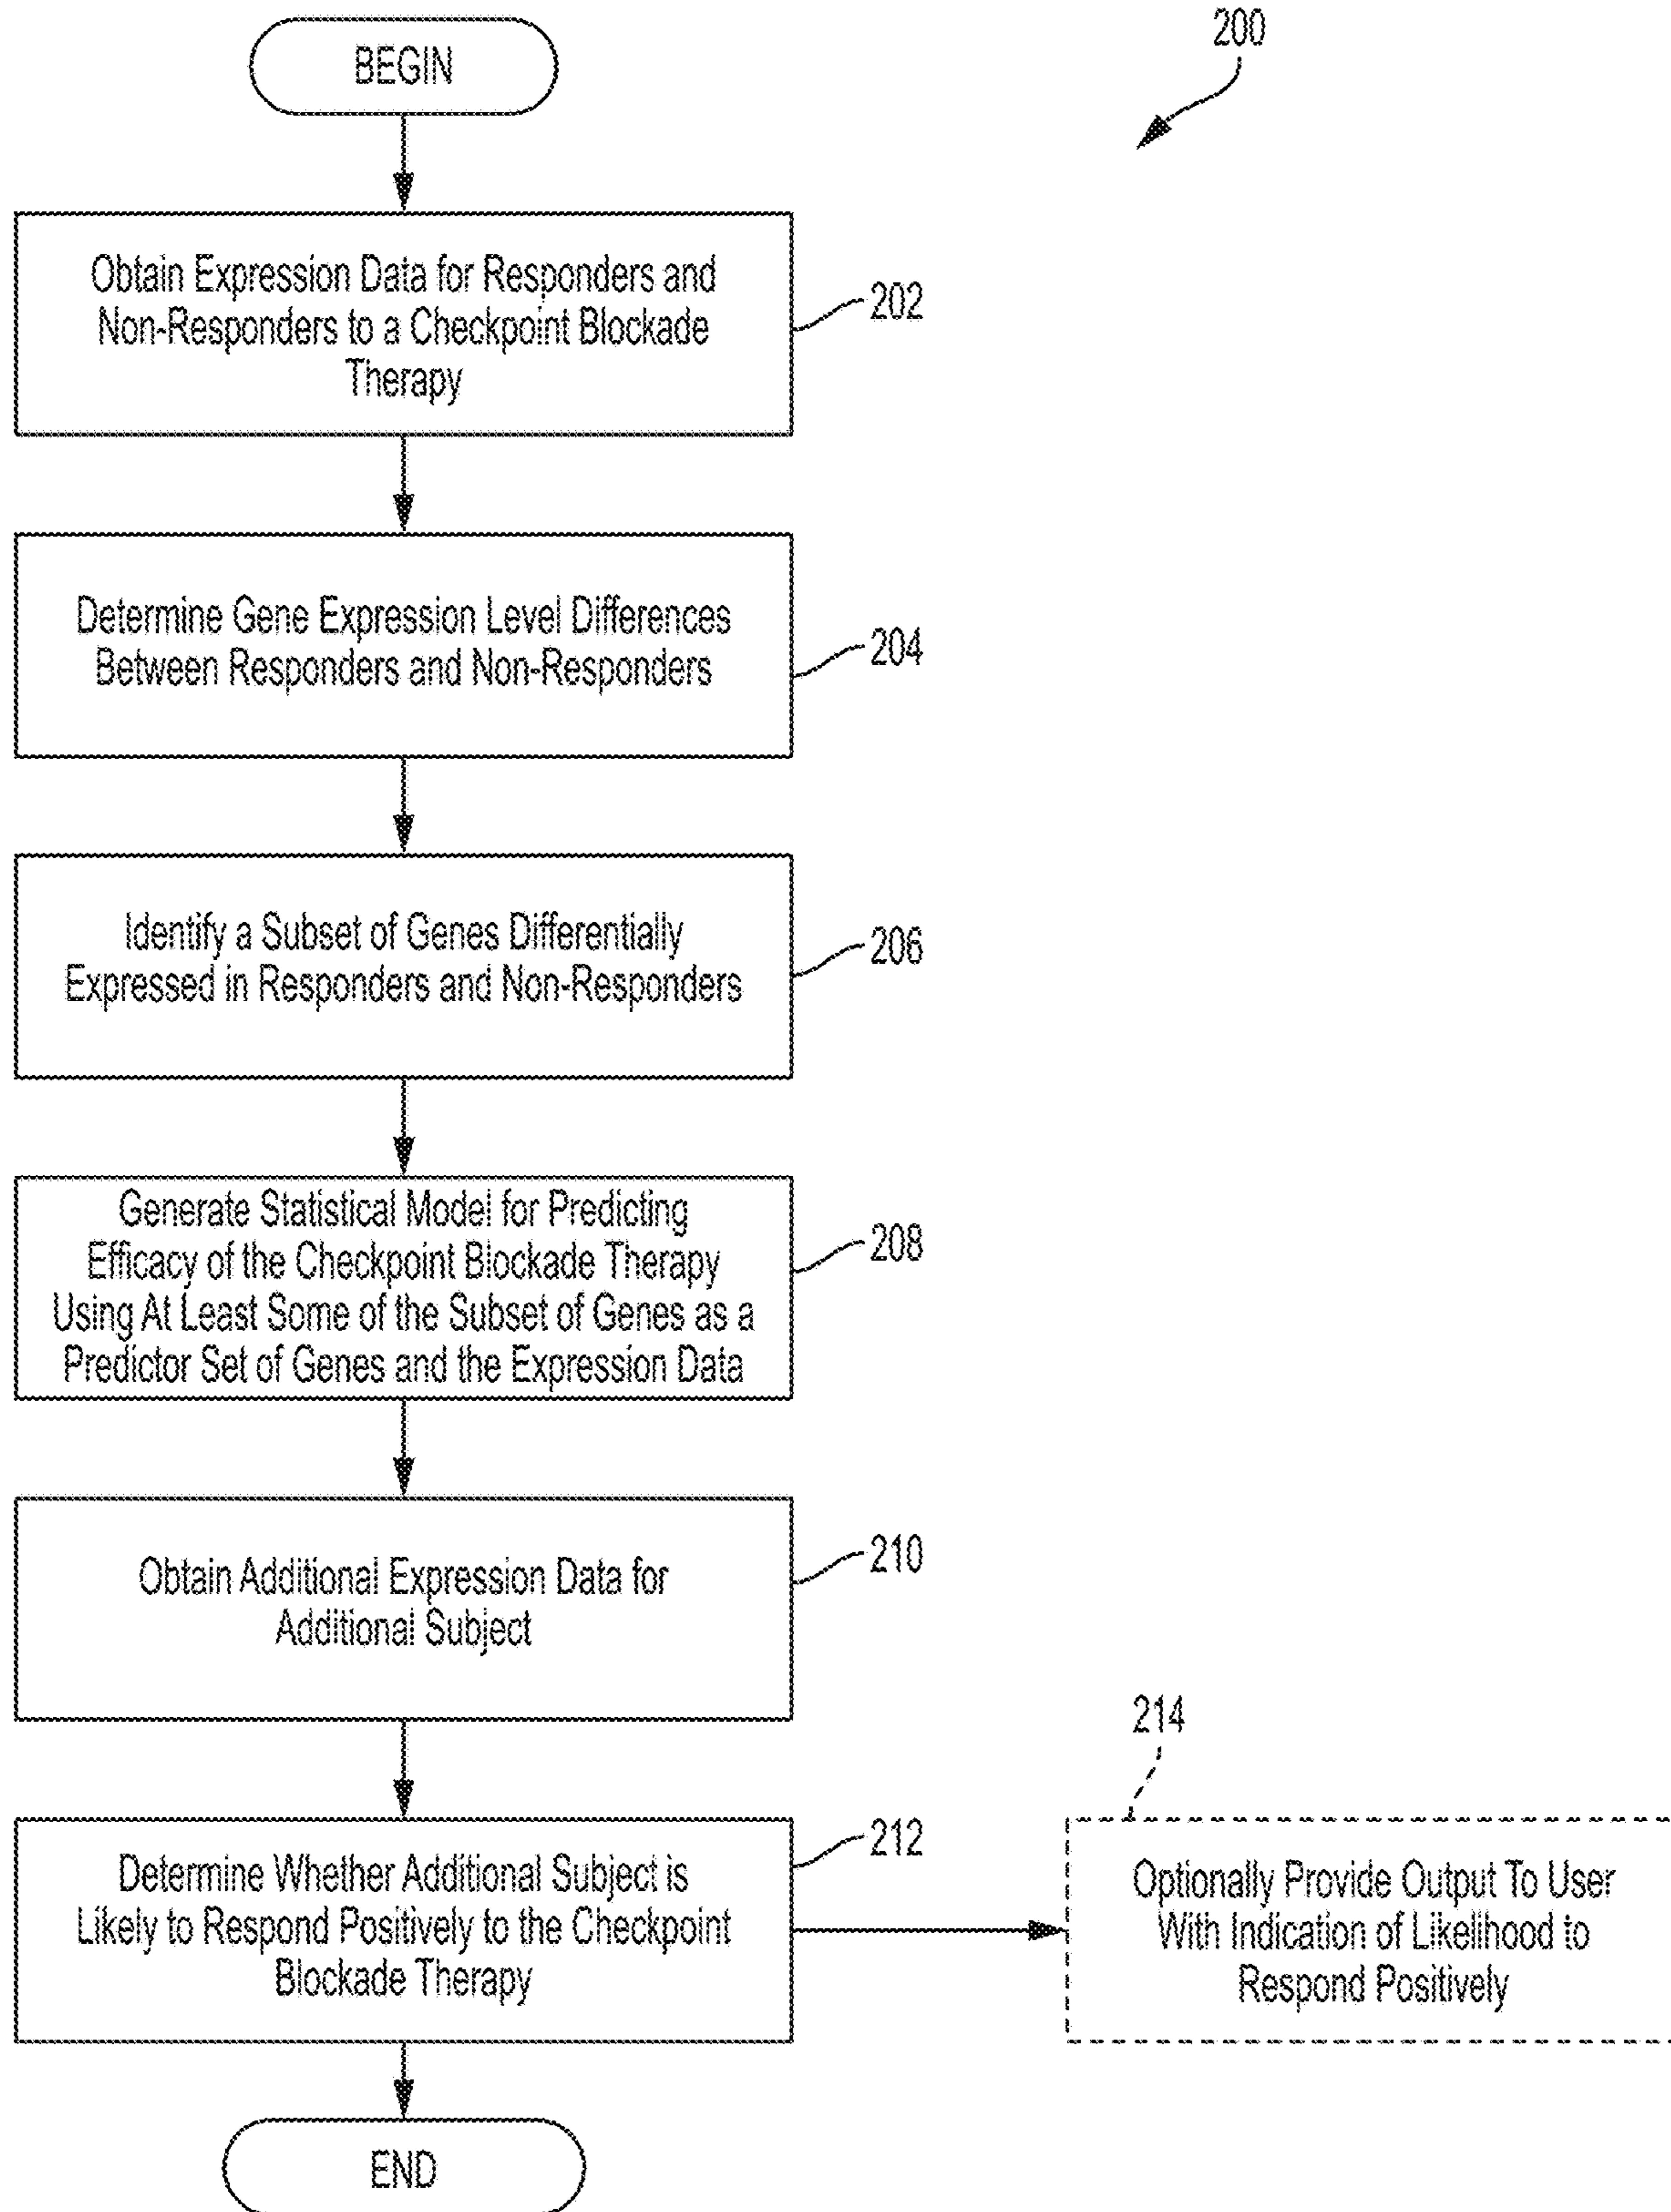 200
BEGIN
Obtain Expression Data for Responders and
Non-Responders to a Checkpoint Blockade
Therapy
202
Determine Gene Expression Level Differences
Between Responders and Non-Responders
204
Identify a Subset of Genes Differentially
Expressed in Responders and Non-Responders
206
Generate Statistical Model for Predicting
Efficacy of the Checkpoint Blockade Therapy
Using At Least Some of the Subset of Genes as a
Predictor Set of Genes and the Expression Data
208
Obtain Additional Expression Data for
Additional Subject
210
Determine Whether Additional Subject is
Likely to Respond Positively to the Checkpoint
Blockade Therapy
212
214
Optionally Provide Output To User
With Indication of Likelihood to
Respond Positively
END